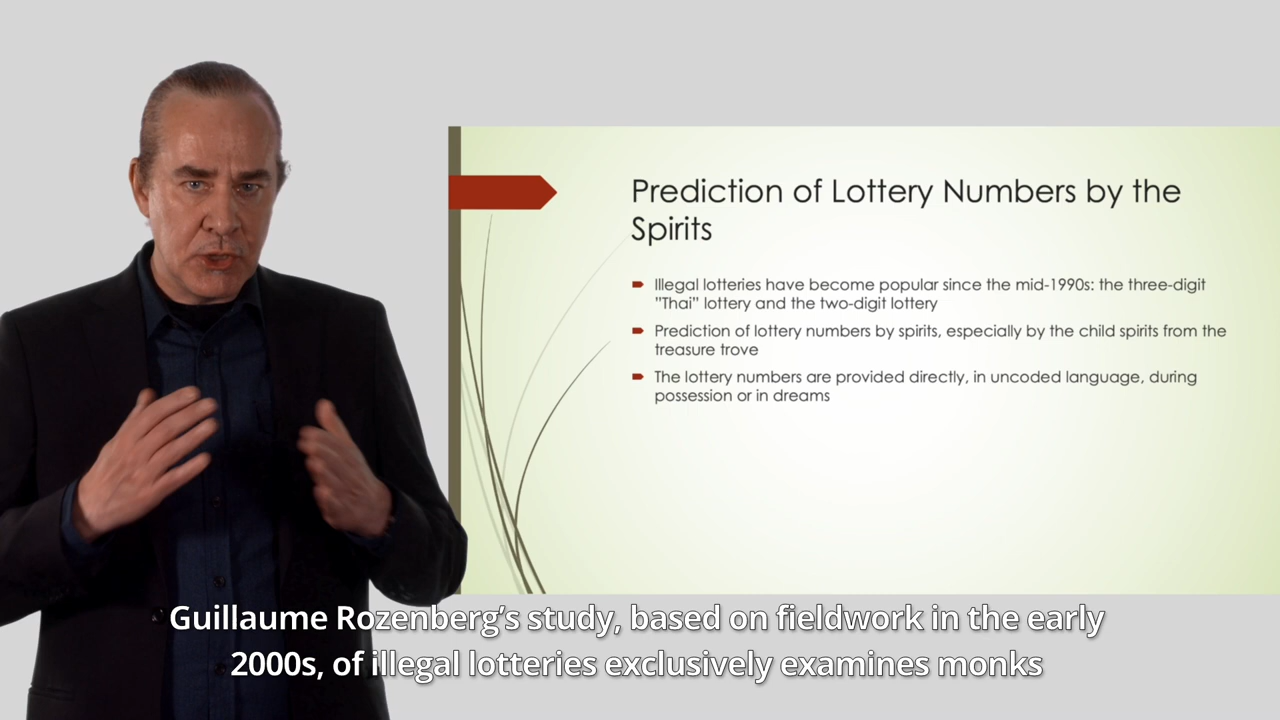 Prediction of Lottery Numbers by the
Spirits
Illegal lotteries have become popular since the mid-1990s: the three-digit
”Thai” lottery and the two-digit lottery
Prediction of lottery numbers by spirits, especially by the child spirits from the
treasure trove
The lottery numbers are provided directly, in uncoded language, during
possession or in dreams
Guillaume Rozenberg’s study, based on fieldwork in the early
2000s, of illegal lotteries exclusively examines monks